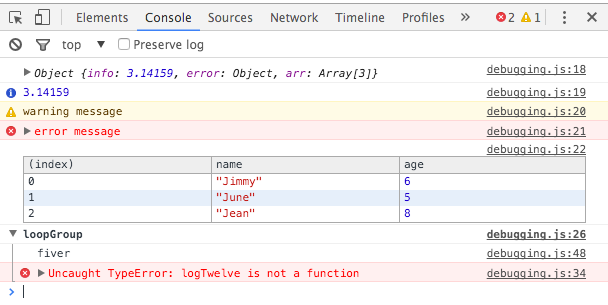 Elements Console Sources Network Timeline 2 1
top Preserve log
Object {info: 3.14159, error: Object, arr: Array[3]} debugging.js:18
3.14159 debugging.js:19
warning message debugging.js:20
error message debugging.js:21
debugging.js:22
(index) name age
0 "Jimmy" 6
1 "June" 5
2 "Jean" 8
loopGroup debugging.js:26
fiver debugging.js:48
Uncaught TypeError: logTwelve is not a function debugging.js:34